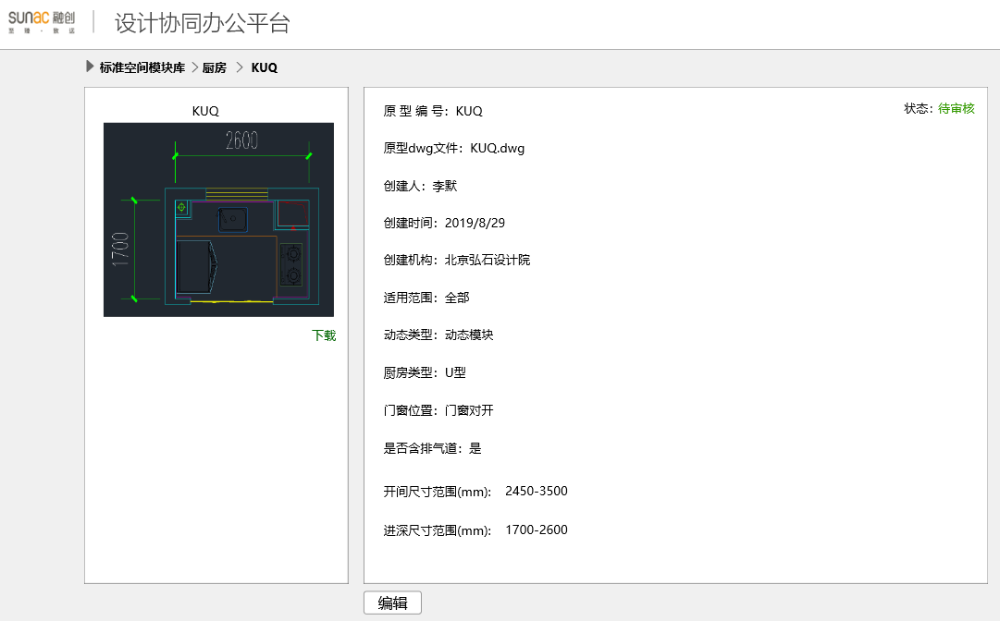 sunac 融创
至臻·致远
设计协同办公平台
标准空间模块库 > 厨房 > KUQ
KUQ
2600
1700
下载
原 型 编 号：KUQ
状态：待审核
原型dwg文件：KUQ.dwg
创建人：李默
创建时间：2019/8/29
创建机构：北京弘石设计院
适用范围：全部
动态类型：动态模块
厨房类型：U型
门窗位置：门窗对开
是否含排气道：是
开间尺寸范围(mm): 2450-3500
进深尺寸范围(mm): 1700-2600
编辑